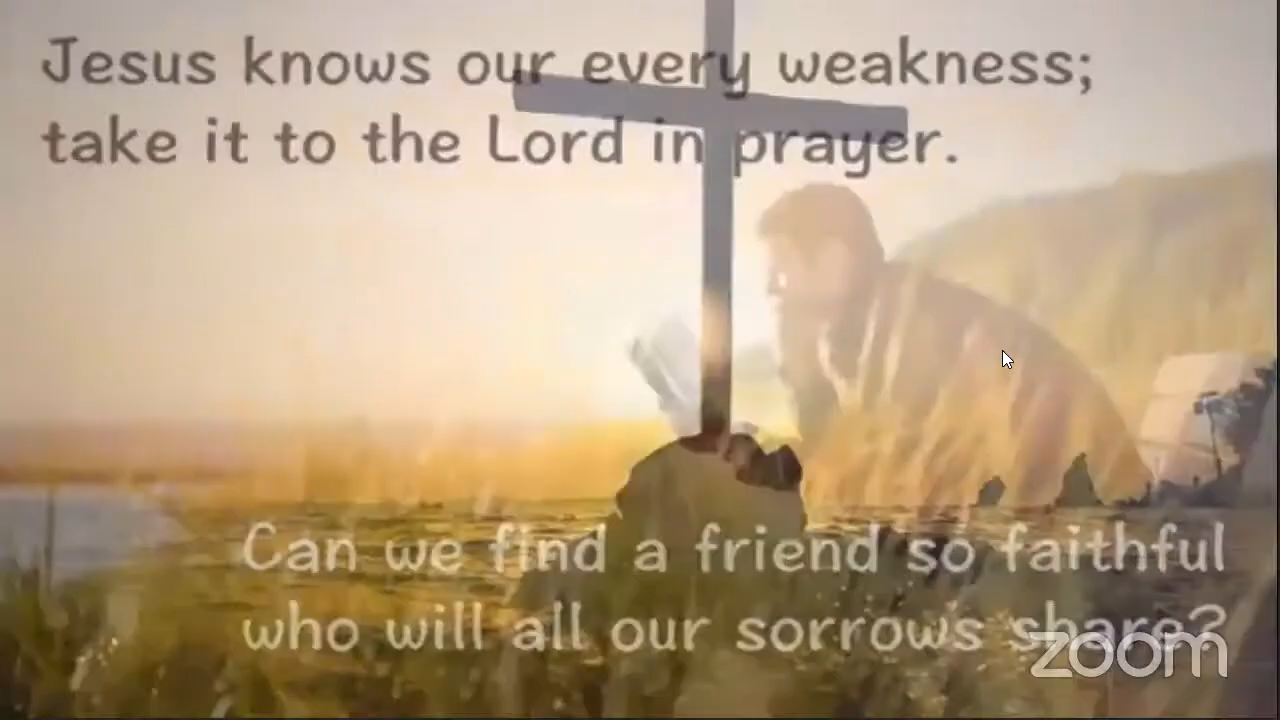 Jesus knows our every weakness;
take it to the Lord in prayer.
Can we find a friend so faithful
who will all our sorrows share?
zoom